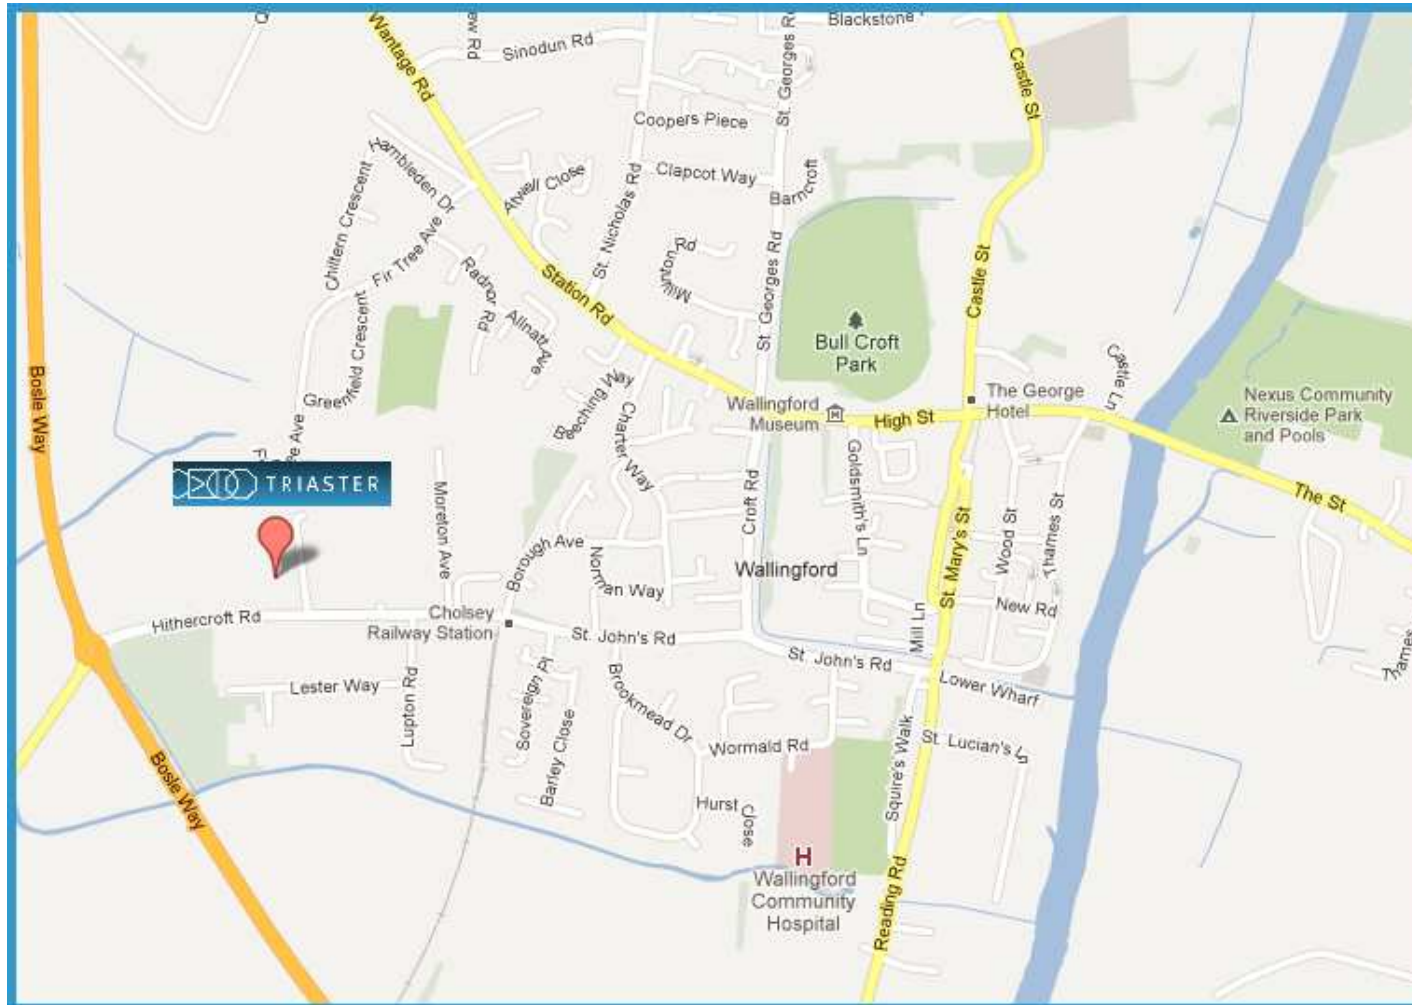 Blackstone
Wantage Rd
ew Rd
Sinodun Rd
St. Georges Rd
Castle St
Coopers Piece
Hambleden Dr
Atwell Close
Clapcot Way
Barncroft
Chiltern Crescent
St. Nicholas Rd
Fir Tree Ave
Radnor Rd
Milton Rd
St. Georges Rd
Castle St
Station Rd
Allnatt Ave
Bull Croft
Park
Greenfield Crescent
Bosle Way
Beeching Way
Charter Way
Castle Ln
The George
Hotel
Nexus Community
Riverside Park
and Pools
Wallingford
Museum
High St
ee Ave
TRIASTER
Moreton Ave
Croft Rd
Goldsmith's Ln
St. Mary's St
Wood St
Thames St
The St
Borough Ave
Norman Way
Wallingford
New Rd
Hithercroft Rd
Cholsey
Railway Station
St. John's Rd
Mill Ln
St. John's Rd
Lower Wharf
Thames
Lester Way
Lupton Rd
Sovereign Pl
Barley Close
Brookmead Dr
Wormald Rd
Squire's Walk
St. Lucian's Ln
Bosle Way
Hurst Close
H
Wallingford
Community
Hospital
Reading Rd